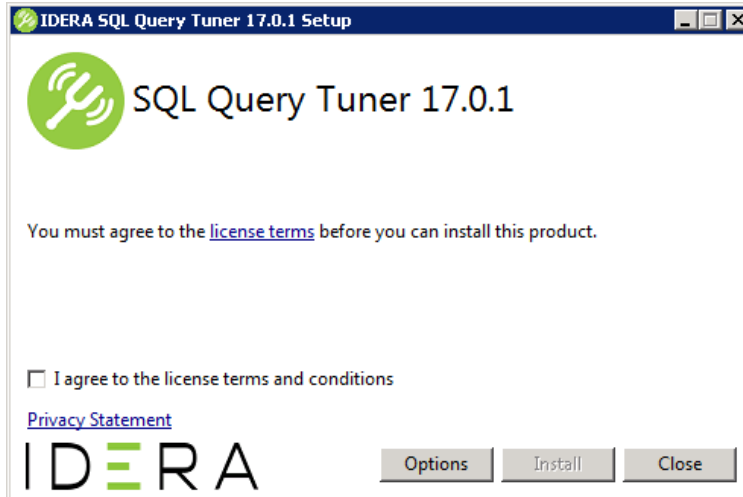 IDERA SQL Query Tuner 17.0.1 Setup
SQL Query Tuner 17.0.1
You must agree to the license terms before you can install this product.
I agree to the license terms and conditions
Privacy Statement
IDERA
Options Install Close